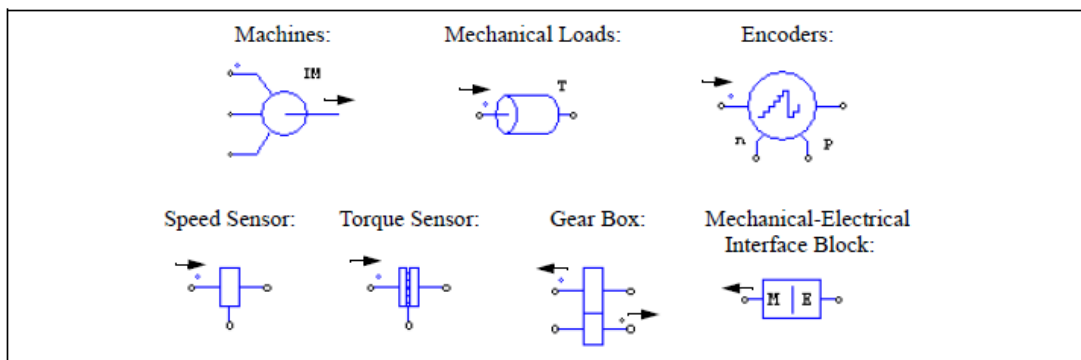 Machines:
Mechanical Loads:
Encoders:
IM
T
n
P
Speed Sensor:
Torque Sensor:
Gear Box:
Mechanical-Electrical
Interface Block:
M
E